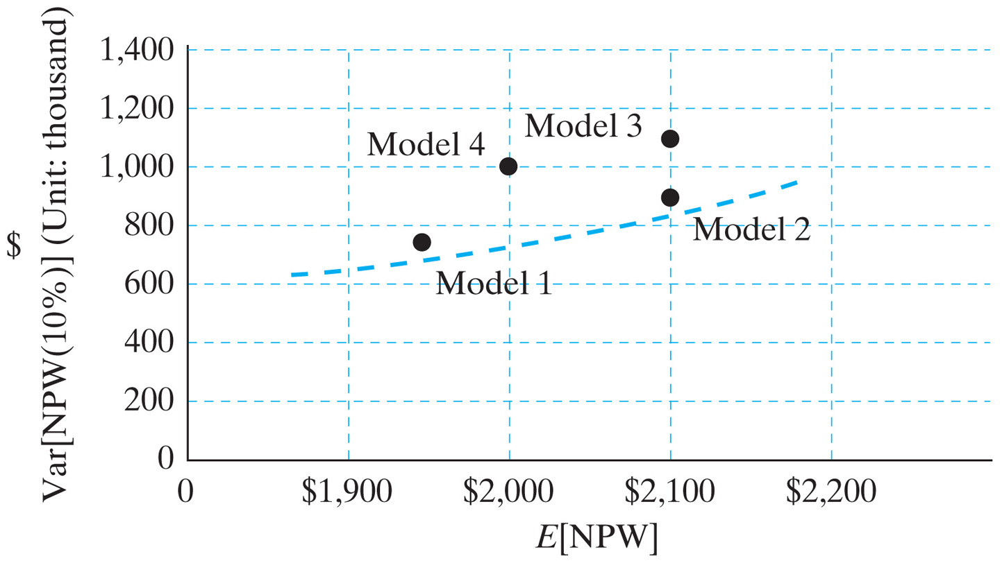 $ Var[NPW(10%)] (Unit: thousand)
1,400
1,200
1,000
800
600
400
200
0
Model 3
Model 4
Model 2
Model 1
0 $1,900 $2,000 $2,100 $2,200
E[NPW]